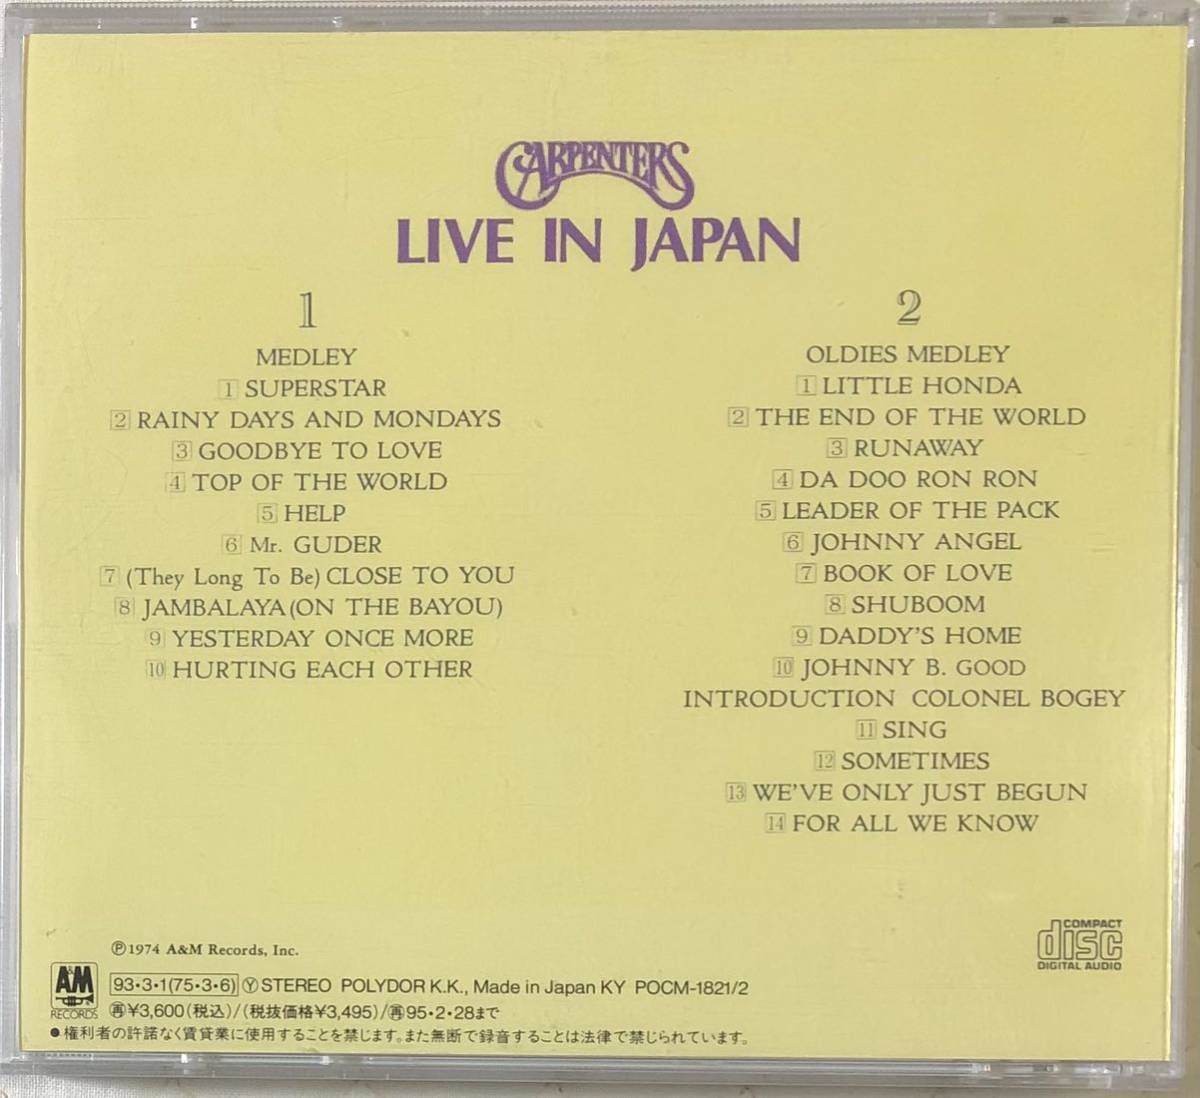 CARPENTERS
LIVE IN JAPAN
1
MEDLEY
1 SUPERSTAR
2 RAINY DAYS AND MONDAYS
3 GOODBYE TO LOVE
4 TOP OF THE WORLD
5 HELP
6 Mr. GUDER
7 (They Long To Be) CLOSE TO YOU
8 JAMBALAYA (ON THE BAYOU)
9 YESTERDAY ONCE MORE
10 HURTING EACH OTHER
2
OLDIES MEDLEY
1 LITTLE HONDA
2 THE END OF THE WORLD
3 RUNAWAY
4 DA DOO RON RON
5 LEADER OF THE PACK
6 JOHNNY ANGEL
7 BOOK OF LOVE
8 SHUBOOM
9 DADDY'S HOME
10 JOHNNY B. GOOD
INTRODUCTION COLONEL BOGEY
11 SING
12 SOMETIMES
13 WE'VE ONLY JUST BEGUN
14 FOR ALL WE KNOW
℗1974 A&M Records, Inc.
A&M
RECORDS
93・3・1(75・3・6) Ⓨ STEREO POLYDOR K.K., Made in Japan KY POCM-1821/2
㊞¥3,600(税込)/(税抜価格¥3,495)/再95・2・28まで
●権利者の許諾なく賃貸業に使用することを禁じます。また無断で録音することは法律で禁じられています。
COMPACT
disc
DIGITAL AUDIO